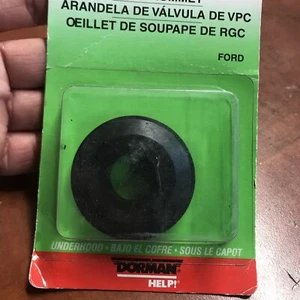 ARANDELA DE VÁLVULA DE VPC
ŒILLET DE SOUPAPE DE RGC
FORD
UNDERHOOD • BAJO EL COFRE • SOUS LE CAPOT
DORMAN
HELP!